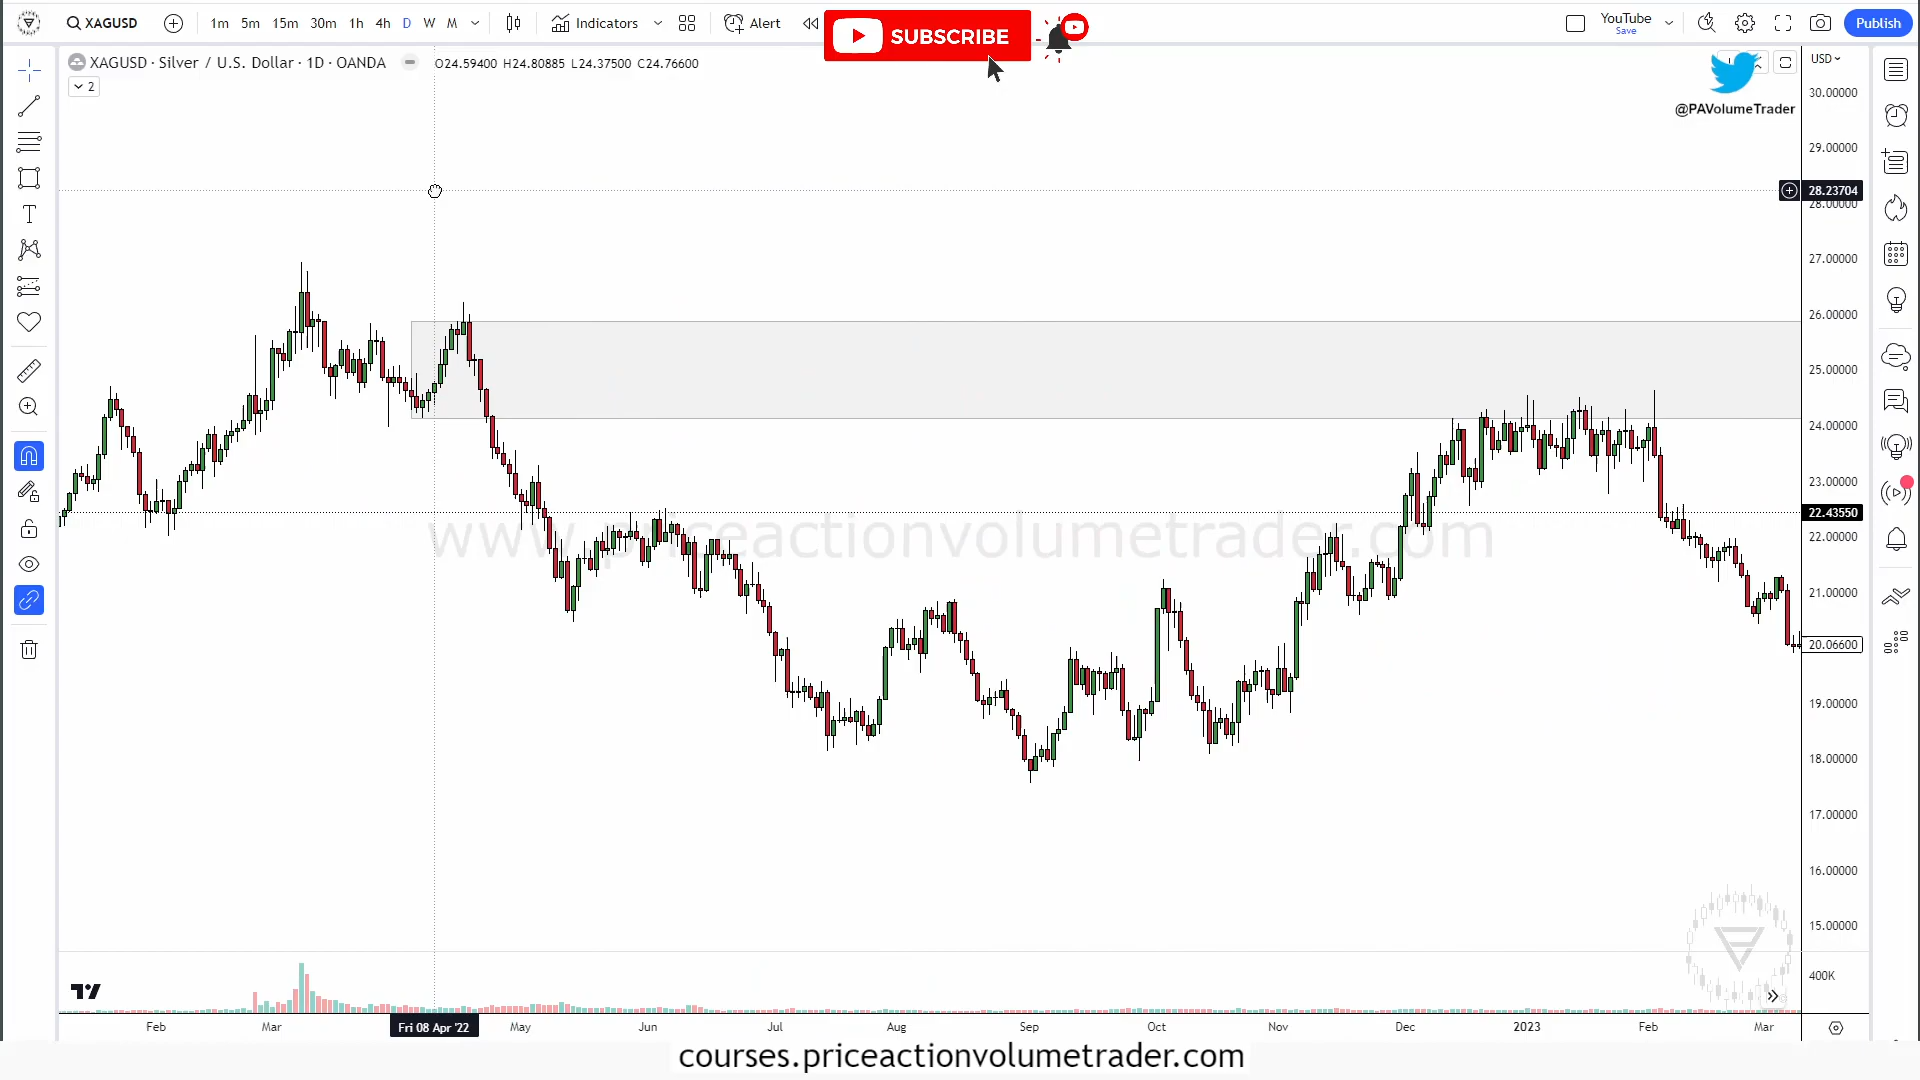 XAGUSD 1m 5m 15m 30m 1h 4h D W M Indicators Alert SUBSCRIBE YouTube Save Publish
XAGUSD · Silver / U.S. Dollar · 1D · OANDA O24.59400 H24.80885 L24.37500 C24.76600 USD
2
@PAVolumeTrader
30.00000
29.00000
28.23704
28.00000
27.00000
26.00000
25.00000
24.00000
23.00000
22.43550
www.priceactionvolumetrader.com
22.00000
21.00000
20.06600
19.00000
18.00000
17.00000
16.00000
15.00000
400K
Feb Mar Fri 08 Apr '22 May Jun Jul Aug Sep Oct Nov Dec 2023 Feb Mar
courses.priceactionvolumetrader.com